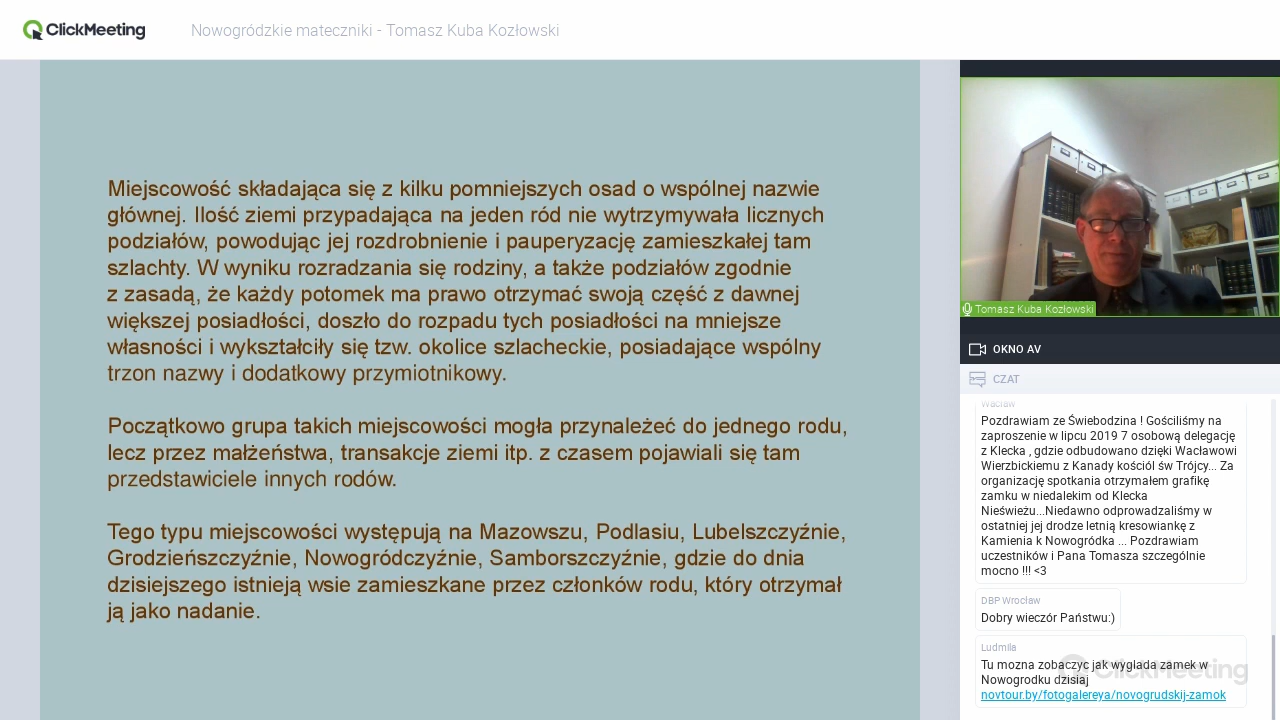 ClickMeeting
Nowogródzkie mateczniki - Tomasz Kuba Kozłowski
Miejscowość składająca się z kilku pomniejszych osad o wspólnej nazwie
głównej. Ilość ziemi przypadająca na jeden ród nie wytrzymywała licznych
podziałów, powodując jej rozdrobnienie i pauperyzację zamieszkałej tam
szlachty. W wyniku rozradzania się rodziny, a także podziałów zgodnie
z zasadą, że każdy potomek ma prawo otrzymać swoją część z dawnej
większej posiadłości, doszło do rozpadu tych posiadłości na mniejsze
własności i wykształciły się tzw. okolice szlacheckie, posiadające wspólny
trzon nazwy i dodatkowy przymiotnikowy.
Początkowo grupa takich miejscowości mogła przynależeć do jednego rodu,
lecz przez małżeństwa, transakcje ziemi itp. z czasem pojawiali się tam
przedstawiciele innych rodów.
Tego typu miejscowości występują na Mazowszu, Podlasiu, Lubelszczyźnie,
Grodzieńszczyźnie, Nowogródczyźnie, Samborszczyźnie, gdzie do dnia
dzisiejszego istnieją wsie zamieszkane przez członków rodu, który otrzymał
ją jako nadanie.
Tomasz Kuba Kozłowski
OKNO AV
CZAT
Wacław
Pozdrawiam ze Świebodzina ! Gościliśmy na
zaproszenie w lipcu 2019 7 osobową delegację
z Klecka , gdzie odbudowano dzięki Wacławowi
Wierzbickiemu z Kanady kościól św Trójcy... Za
organizację spotkania otrzymałem grafikę
zamku w niedalekim od Klecka
Nieświeżu...Niedawno odprowadzaliśmy w
ostatniej jej drodze letnią kresowiankę z
Kamienia k Nowogródka ... Pozdrawiam
uczestników i Pana Tomasza szczególnie
mocno !!! <3
DBP Wrocław
Dobry wieczór Państwu:)
Ludmila
Tu mozna zobaczyc jak wyglada zamek w
Nowogrodku dzisiaj
novtour.by/fotogalereya/novogrudskij-zamok
ClickMeeting